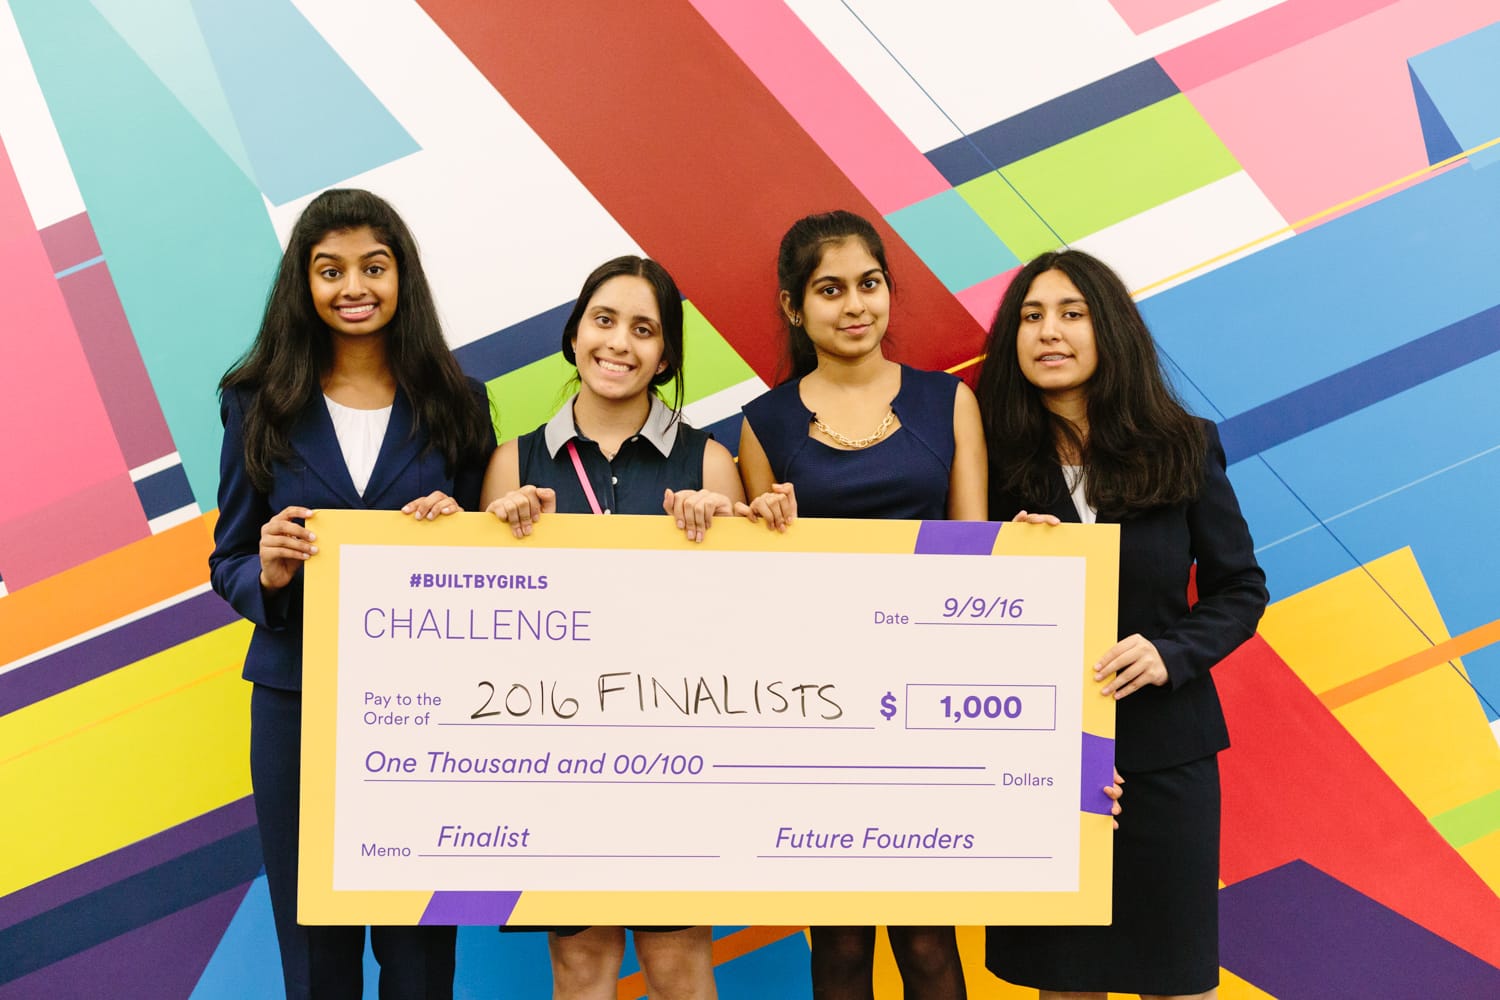 #BUILTBYGIRLS
CHALLENGE
Date 9/9/16
Pay to the
Order of 2016 FINALISTS $ 1,000
One Thousand and 00/100 Dollars
Memo Finalist Future Founders